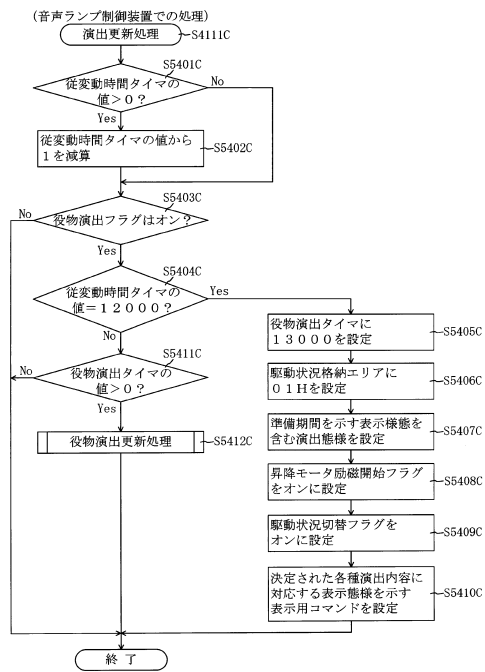 (音声ランプ制御装置での処理)
演出更新処理
S4111C
S5401C
従変動時間タイマの
値>0?
No
Yes
従変動時間タイマの値から
1を減算
S5402C
S5403C
No
役物演出フラグはオン?
Yes
S5404C
従変動時間タイマの
値=12000?
Yes
No
役物演出タイマに
13000を設定
S5405C
駆動状況格納エリアに
01Hを設定
S5406C
準備期間を示す表示様態を
含む演出態様を設定
S5407C
昇降モータ励磁開始フラグ
をオンに設定
S5408C
駆動状況切替フラグを
オンに設定
S5409C
決定された各種演出内容に
対応する表示態様を示す
表示用コマンドを設定
S5410C
S5411C
No
役物演出タイマの
値>0?
Yes
役物演出更新処理
S5412C
終了